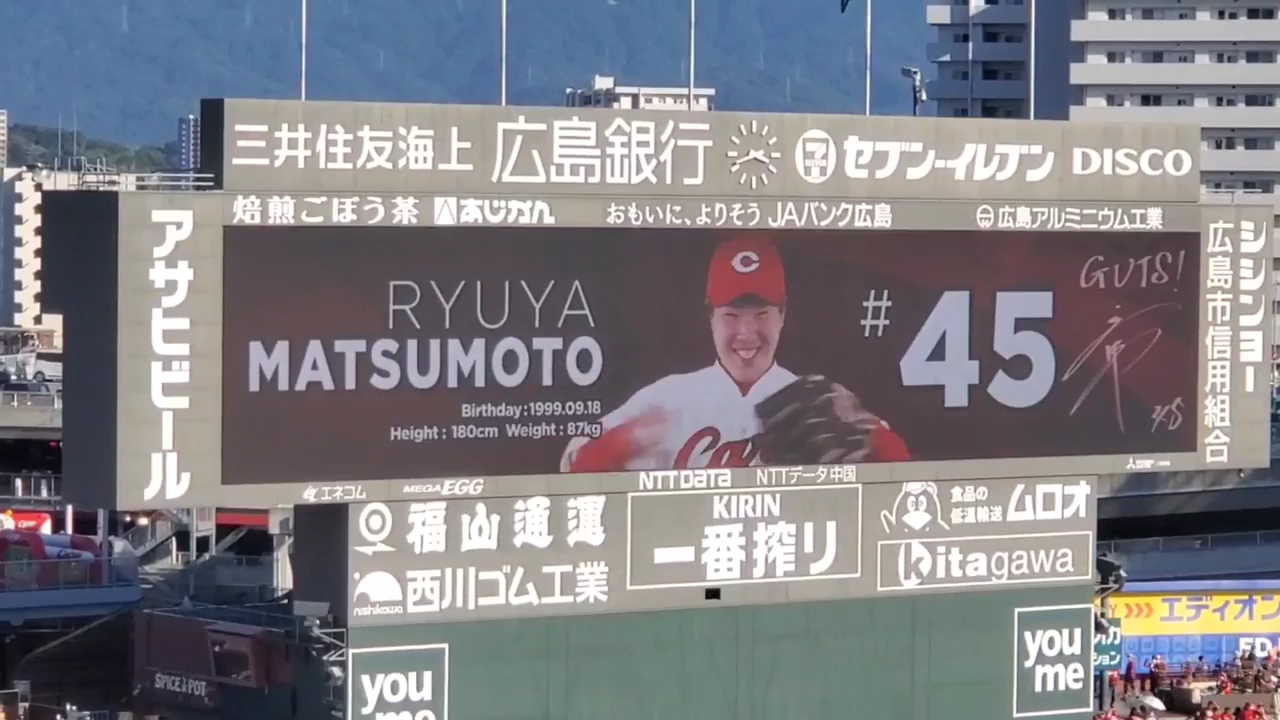 三井住友海上 広島銀行 セブン-イレブン DISCO
焙煎ごぼう茶 あじかん おもいに、よりそう JAバンク広島 広島アルミニウム工業
アサヒビール
RYUYA
MATSUMOTO
Birthday:1999.09.18
Height: 180cm Weight: 87kg
C
#45
GUTS!
45
シシンヨー
広島市信用組合
エネコム MEGA EGG NTT DATA NTTデータ中国
福山通運
nishikawa 西川ゴム工業
KIRIN
一番搾り
食品の
低温輸送 ムロオ
kitagawa
you
me
you
me
SPICE POT
エディオン